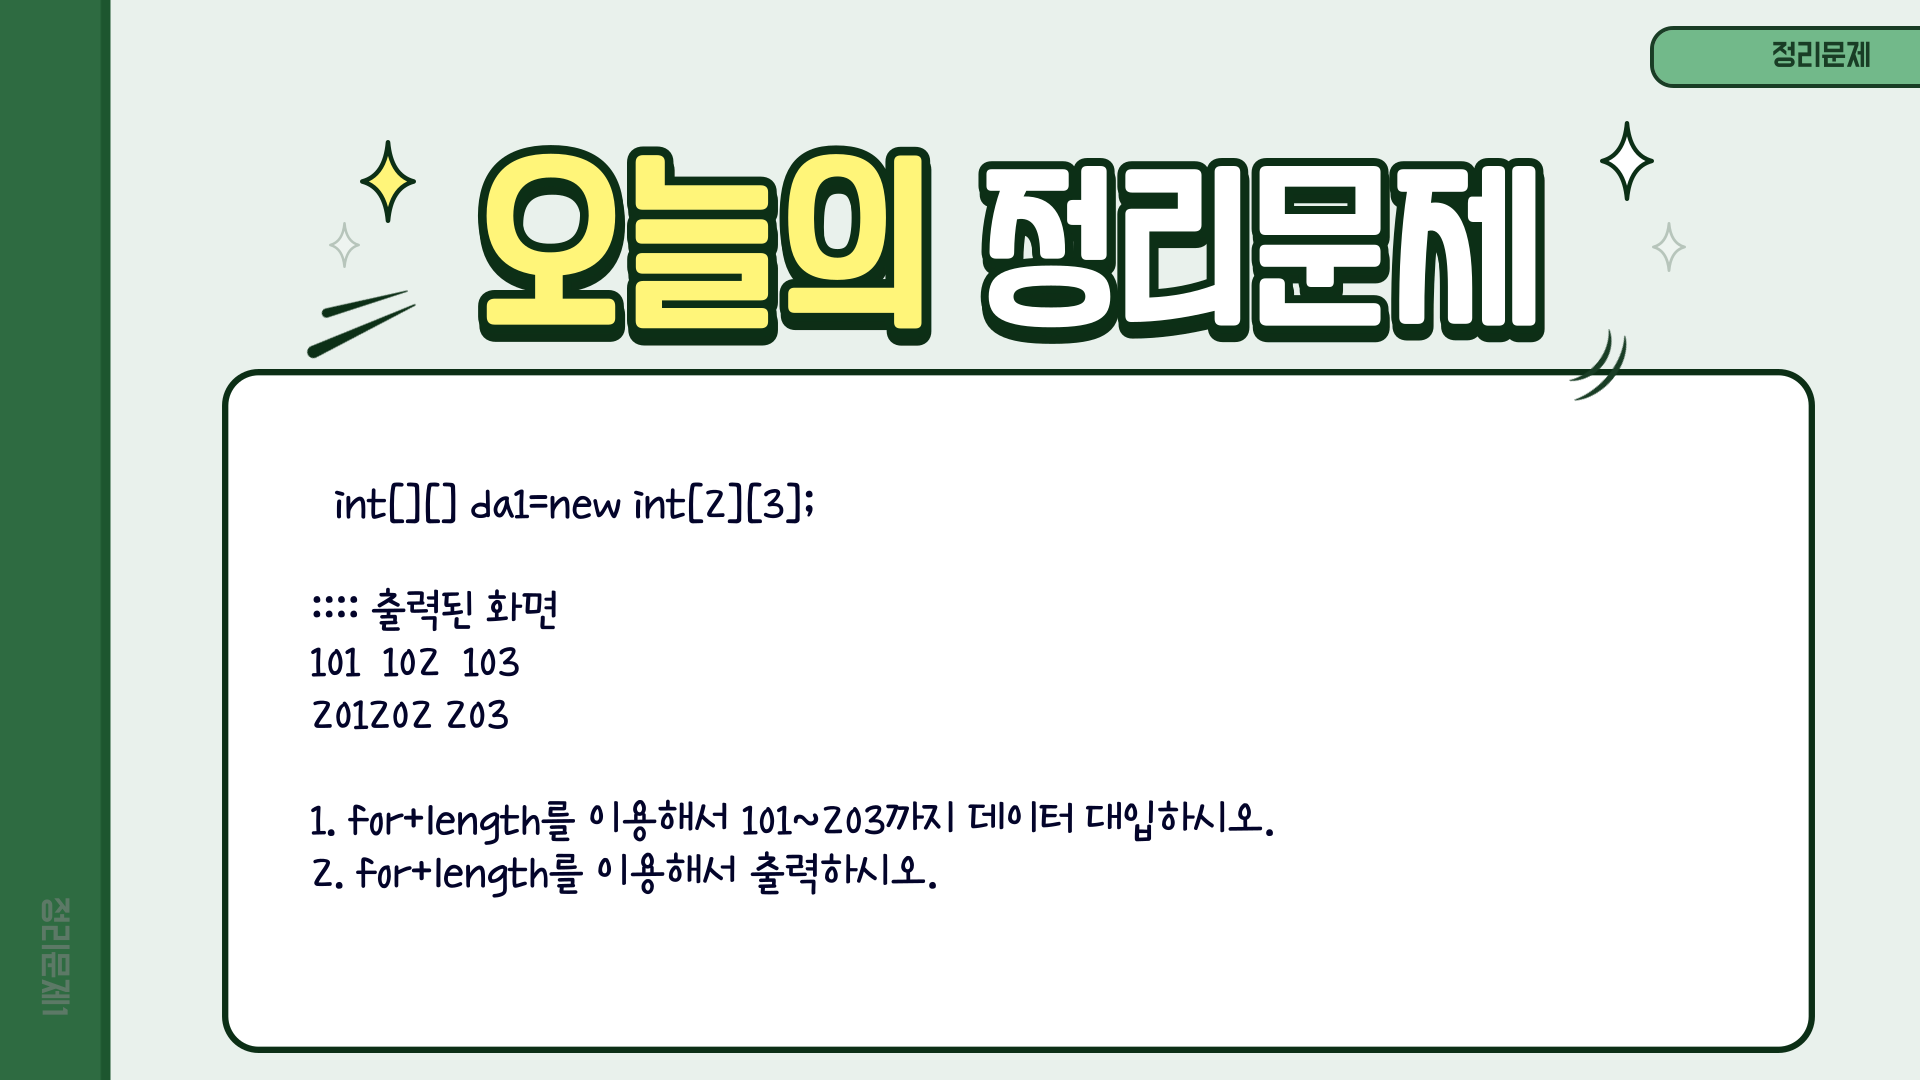 정리문제
오늘의 정리문제
int[][] da1=new int[2][3];
:::: 출력된 화면
101 102 103
201202 203
1. for+length를 이용해서 101~203까지 데이터 대입하시오.
2. for+length를 이용해서 출력하시오.
정리문제1